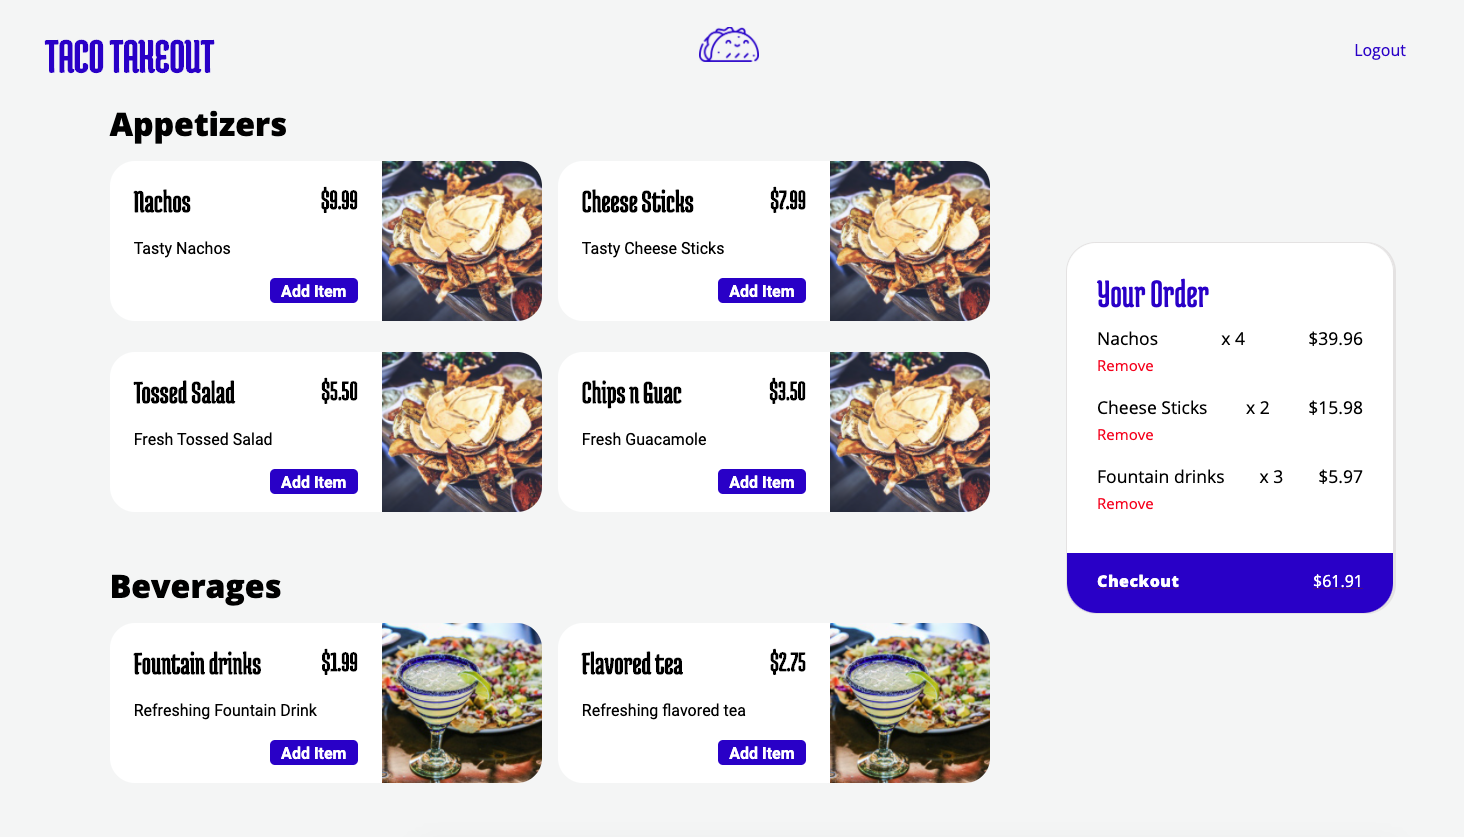 TACO TAKEOUT
Logout
Appetizers
Nachos $9.99
Tasty Nachos
Add Item
Cheese Sticks $7.99
Tasty Cheese Sticks
Add Item
Tossed Salad $5.50
Fresh Tossed Salad
Add Item
Chips n Guac $3.50
Fresh Guacamole
Add Item
Beverages
Fountain drinks $1.99
Refreshing Fountain Drink
Add Item
Flavored tea $2.75
Refreshing flavored tea
Add Item
Your Order
Nachos x 4 $39.96
Remove
Cheese Sticks x 2 $15.98
Remove
Fountain drinks x 3 $5.97
Remove
Checkout $61.91